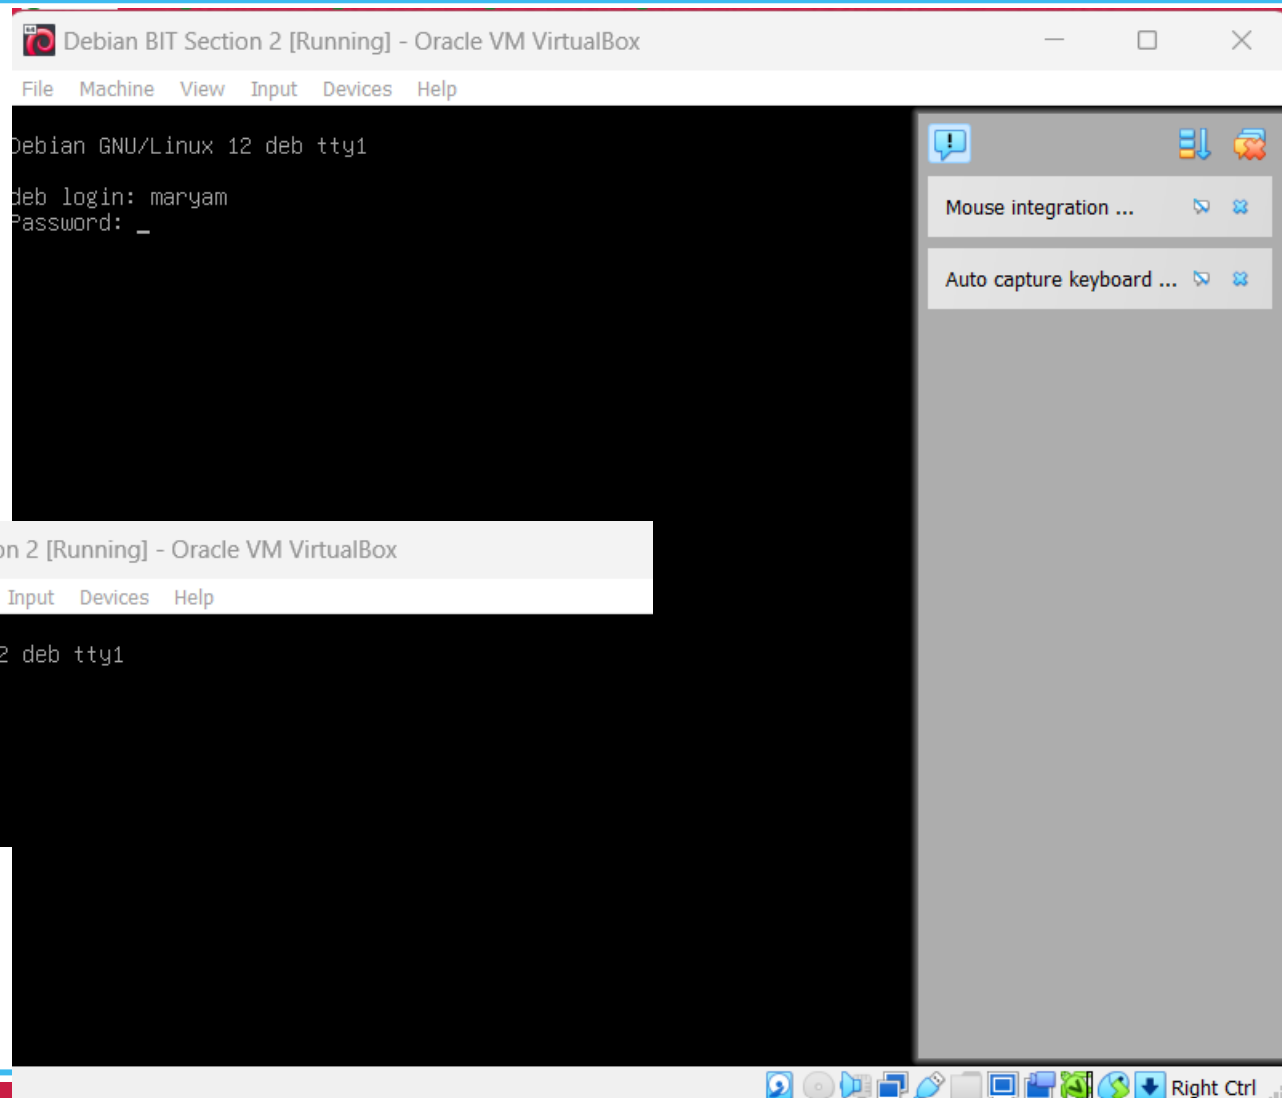 Debian BIT Section 2 [Running] - Oracle VM VirtualBox
File Machine View Input Devices Help
Debian GNU/Linux 12 deb tty1
deb login: maryam
Password: _
Mouse integration ...
Auto capture keyboard ...
on 2 [Running] - Oracle VM VirtualBox
Input Devices Help
2 deb tty1
Right Ctrl